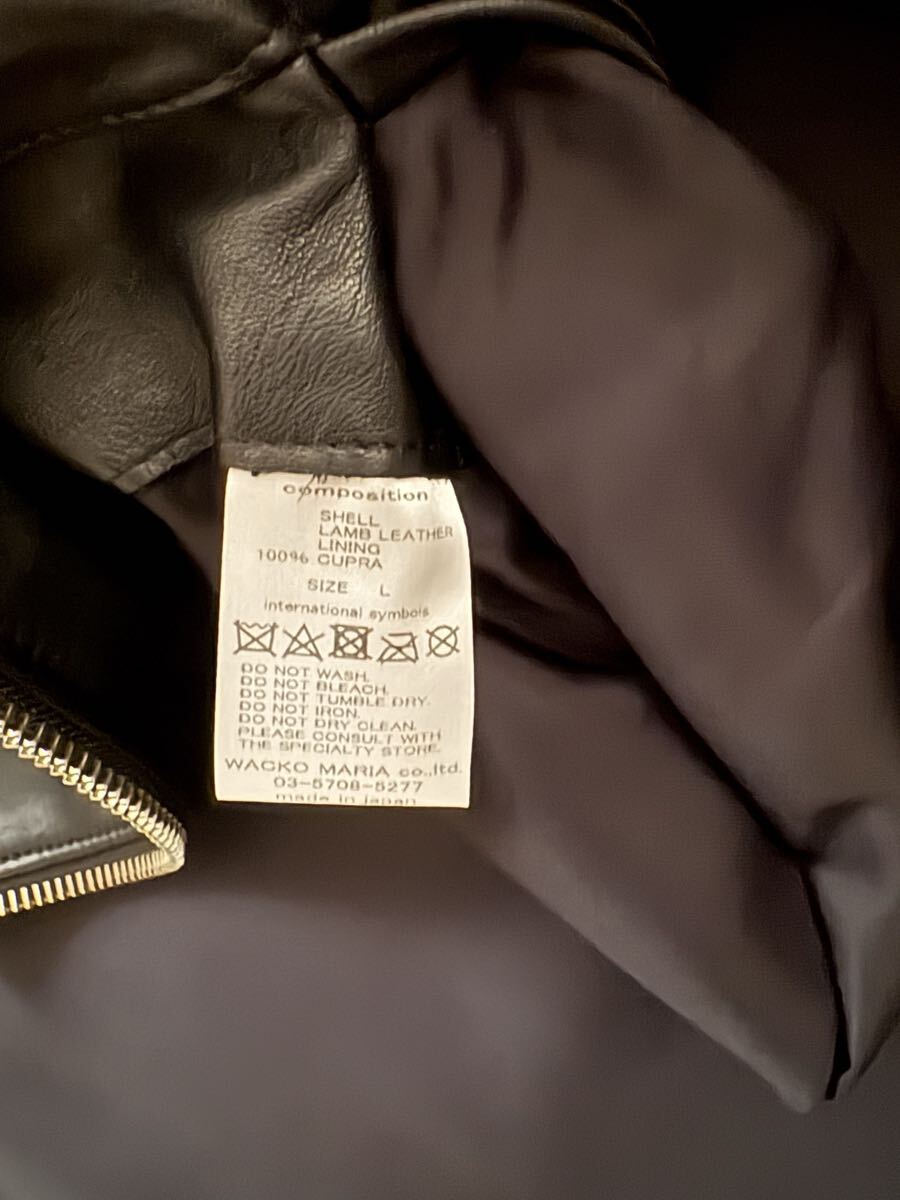 composition
SHELL
LAMB LEATHER
LINING
100% CUPRA
SIZE L
international symbols
DO NOT WASH.
DO NOT BLEACH.
DO NOT TUMBLE DRY.
DO NOT IRON.
DO NOT DRY CLEAN.
PLEASE CONSULT WITH
THE SPECIALTY STORE.
WACKO MARIA co.,ltd.
03-5708-5277
made in japan